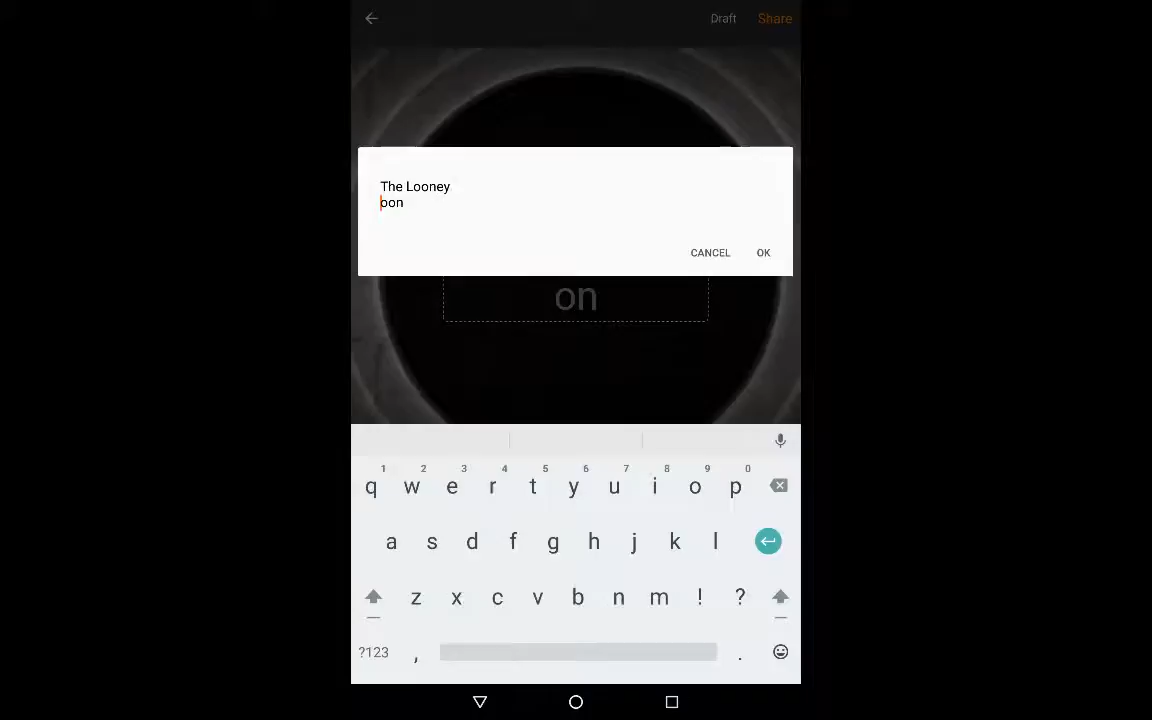 Draft Share
The Looney
oon
CANCEL OK
on
1 2 3 4 5 6 7 8 9 0
q w e r t y u i o p
a s d f g h j k l
z x c v b n m ! ?
?123 , .